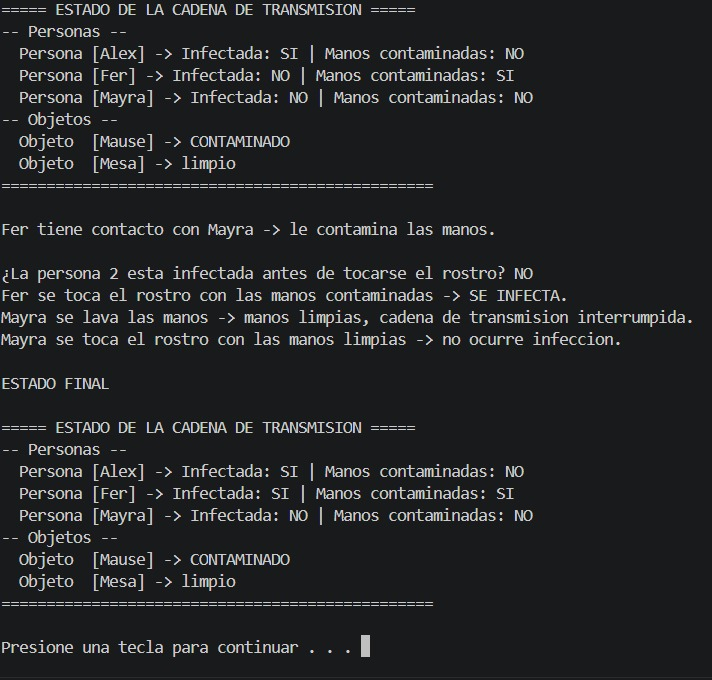 ===== ESTADO DE LA CADENA DE TRANSMISION =====
-- Personas --
  Persona [Alex] -> Infectada: SI | Manos contaminadas: NO
  Persona [Fer] -> Infectada: NO | Manos contaminadas: SI
  Persona [Mayra] -> Infectada: NO | Manos contaminadas: NO
-- Objetos --
  Objeto  [Mause] -> CONTAMINADO
  Objeto  [Mesa] -> limpio
================================================
Fer tiene contacto con Mayra -> le contamina las manos.
¿La persona 2 esta infectada antes de tocarse el rostro? NO
Fer se toca el rostro con las manos contaminadas -> SE INFECTA.
Mayra se lava las manos -> manos limpias, cadena de transmision interrumpida.
Mayra se toca el rostro con las manos limpias -> no ocurre infeccion.
ESTADO FINAL
===== ESTADO DE LA CADENA DE TRANSMISION =====
-- Personas --
  Persona [Alex] -> Infectada: SI | Manos contaminadas: NO
  Persona [Fer] -> Infectada: SI | Manos contaminadas: SI
  Persona [Mayra] -> Infectada: NO | Manos contaminadas: NO
-- Objetos --
  Objeto  [Mause] -> CONTAMINADO
  Objeto  [Mesa] -> limpio
================================================
Presione una tecla para continuar . . .